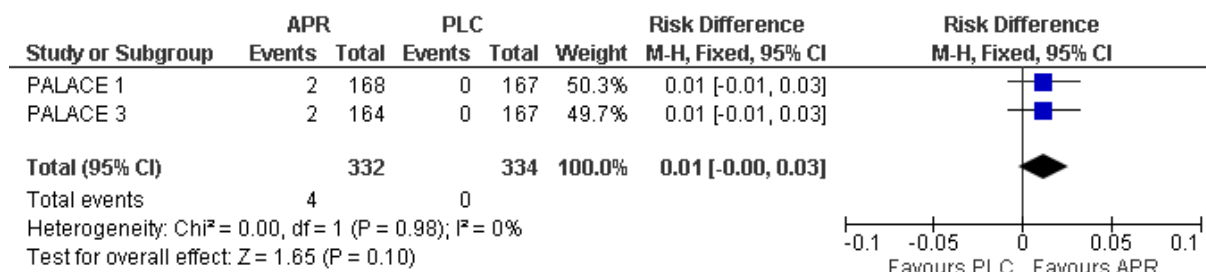 APR PLC Risk Difference Risk Difference
Study or Subgroup Events Total Events Total Weight M-H, Fixed, 95% CI M-H, Fixed, 95% CI
PALACE 1 2 168 0 167 50.3% 0.01 [-0.01, 0.03]
PALACE 3 2 164 0 167 49.7% 0.01 [-0.01, 0.03]
Total (95% CI) 332 334 100.0% 0.01 [-0.00, 0.03]
Total events 4 0
Heterogeneity: Chi² = 0.00, df = 1 (P = 0.98); I² = 0%
Test for overall effect: Z = 1.65 (P = 0.10)
-0.1 -0.05 0 0.05 0.1
Favours PLC Favours APR